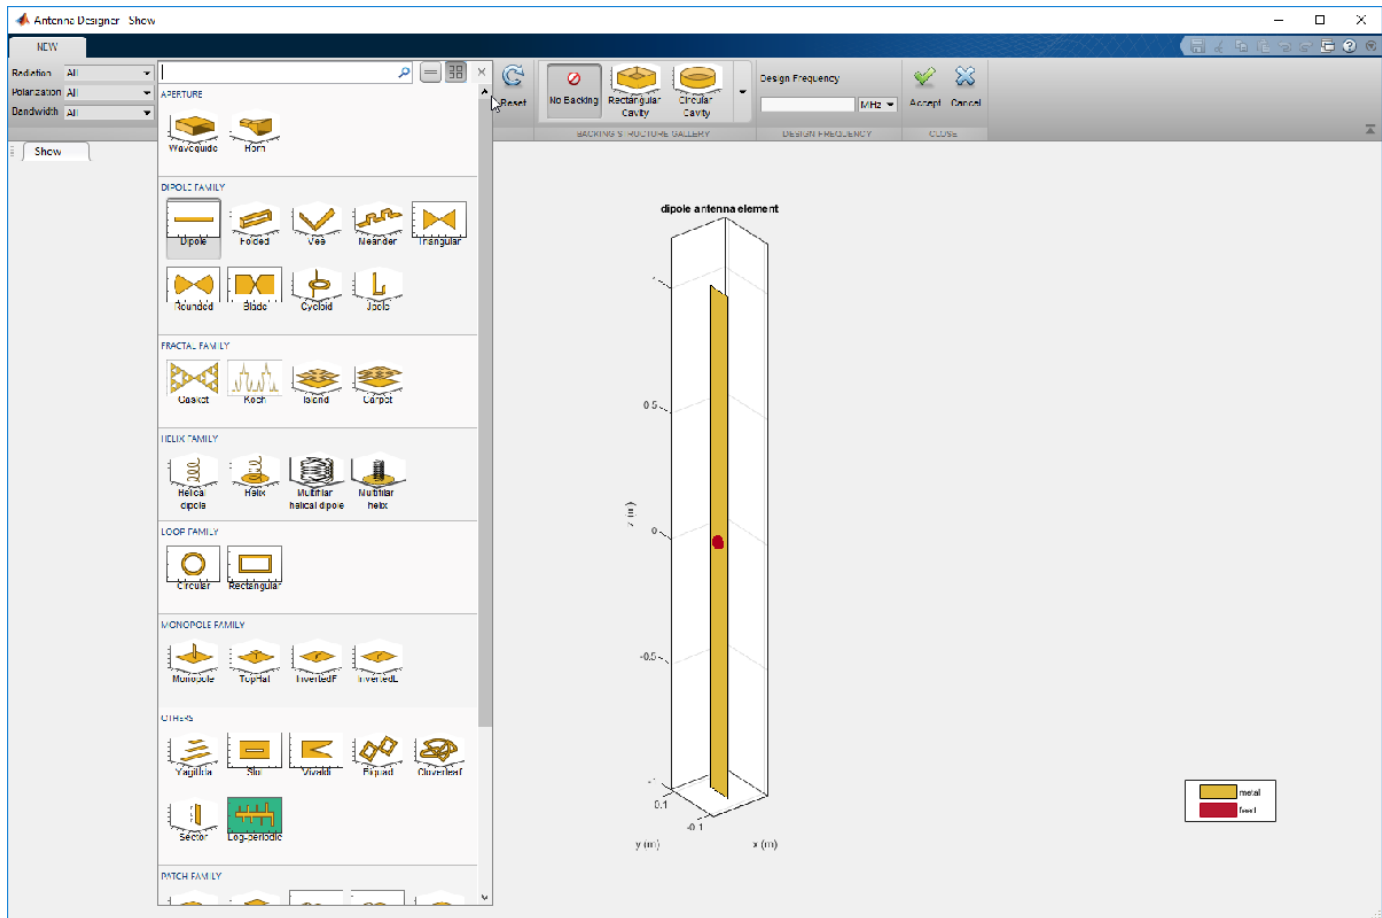 Antenna Designer - Show
NEW
Radiation All
Polarization All
Bandwidth All
Reset
No Backing
Rectangular
Cavity
Circular
Cavity
Design Frequency
MHz
Accept Cancel
BACKING STRUCTURE GALLERY
DESIGN FREQUENCY
CLOSE
Show
APERTURE
Waveguide Horn
DIPOLE FAMILY
Dipole Folded Vee Meander Triangular
Rounded Blade Cycloid Jpole
FRACTAL FAMILY
Gasket Koch Island Carpet
HELIX FAMILY
Helical
dipole
Helix
Multifilar
helical dipole
Multifilar
helix
LOOP FAMILY
Circular Rectangular
MONOPOLE FAMILY
Monopole TopHat InvertedF InvertedL
OTHERS
YagiUda Slot Vivaldi Biquad Cloverleaf
Sector Log-periodic
PATCH FAMILY
dipole antenna element
1
0.5
0
-0.5
-1
z (m)
0.1
-0.1
y (m)
x (m)
metal
feed